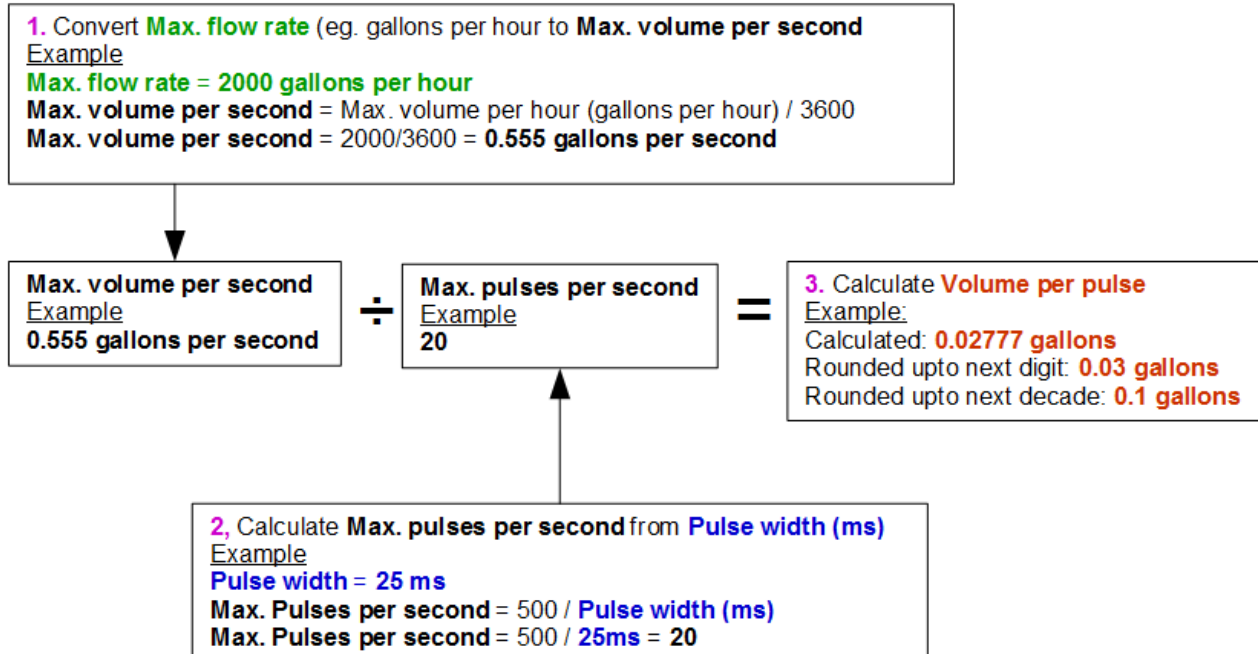 1. Convert Max. flow rate (eg. gallons per hour to Max. volume per second
Example
Max. flow rate = 2000 gallons per hour
Max. volume per second = Max. volume per hour (gallons per hour) / 3600
Max. volume per second = 2000/3600 = 0.555 gallons per second
Max. volume per second
Example
0.555 gallons per second
÷
Max. pulses per second
Example
20
=
3. Calculate Volume per pulse
Example:
Calculated: 0.02777 gallons
Rounded upto next digit: 0.03 gallons
Rounded upto next decade: 0.1 gallons
2, Calculate Max. pulses per second from Pulse width (ms)
Example
Pulse width = 25 ms
Max. Pulses per second = 500 / Pulse width (ms)
Max. Pulses per second = 500 / 25ms = 20